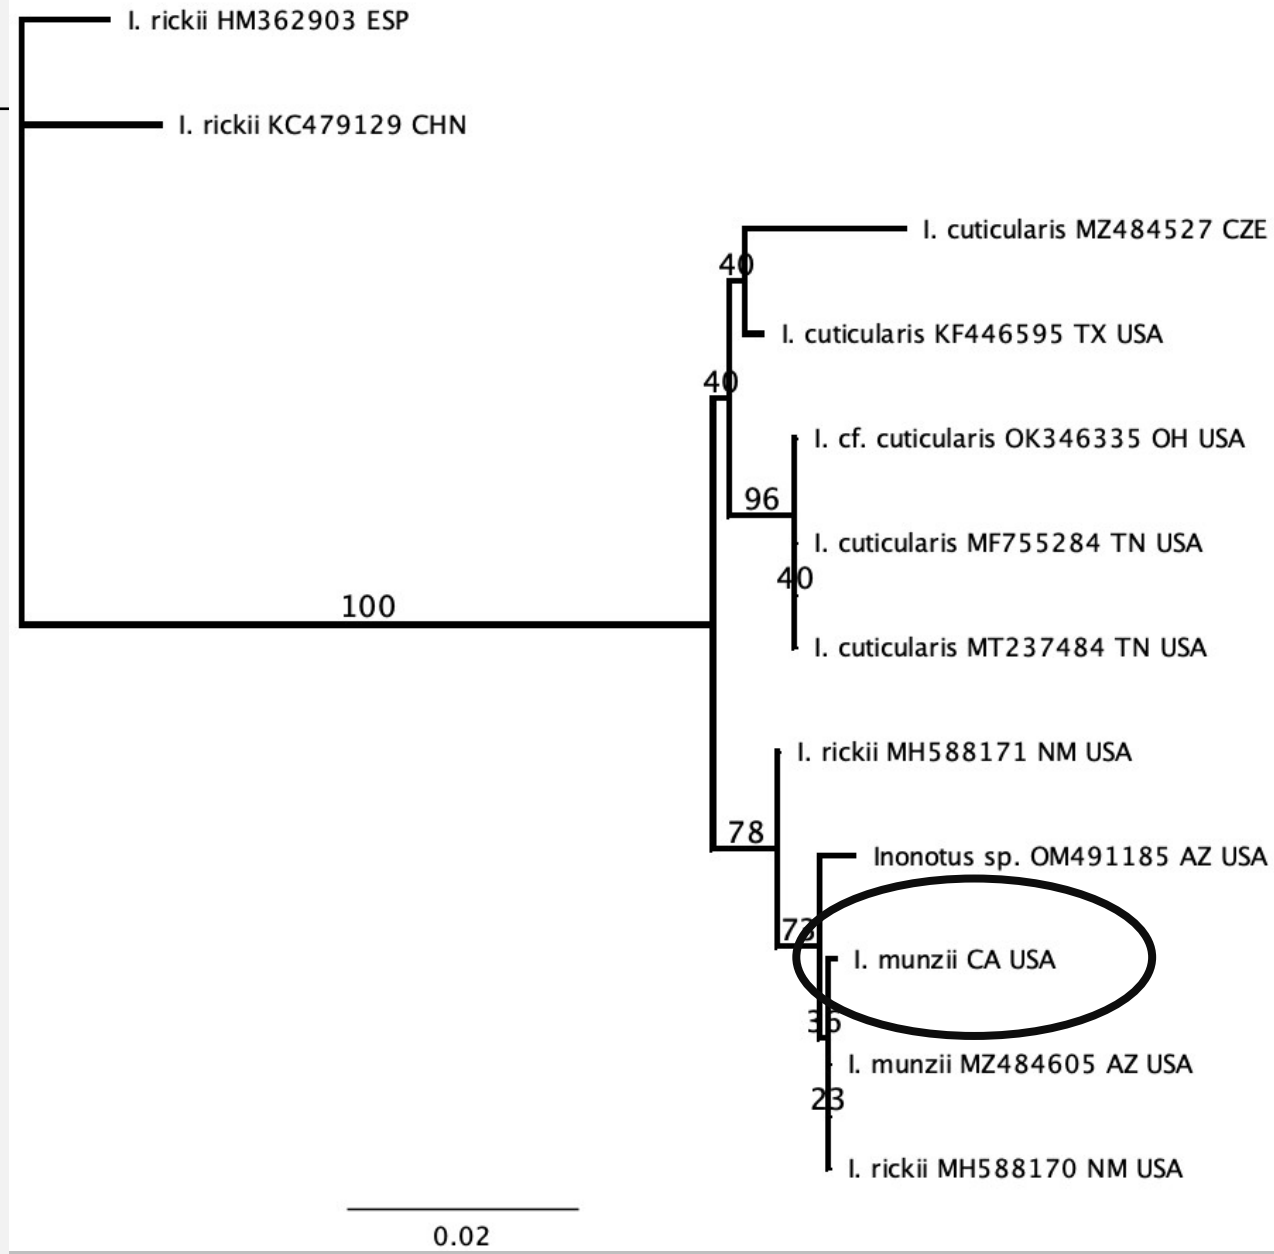 I. rickii HM362903 ESP
I. rickii KC479129 CHN
I. cuticularis MZ484527 CZE
40
I. cuticularis KF446595 TX USA
40
I. cf. cuticularis OK346335 OH USA
96
I. cuticularis MF755284 TN USA
40
100
I. cuticularis MT237484 TN USA
I. rickii MH588171 NM USA
78
Inonotus sp. OM491185 AZ USA
73
I. munzii CA USA
36
I. munzii MZ484605 AZ USA
23
I. rickii MH588170 NM USA
0.02